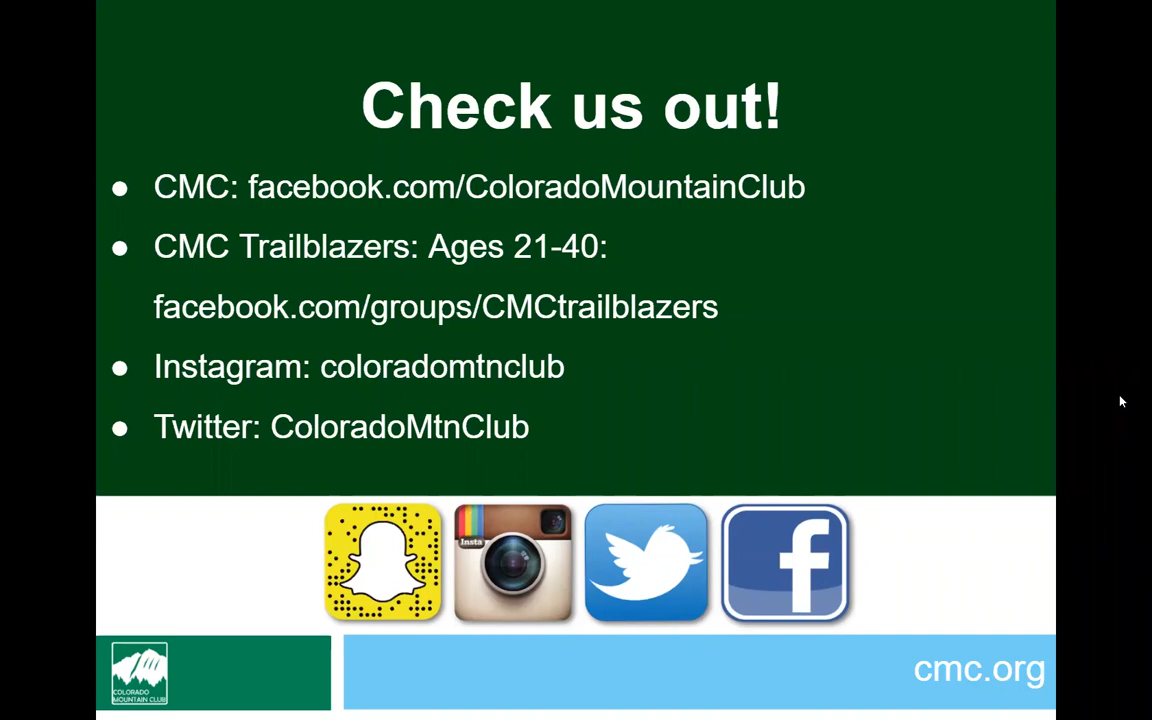 Check us out!
● CMC: facebook.com/ColoradoMountainClub
● CMC Trailblazers: Ages 21-40:
facebook.com/groups/CMCtrailblazers
● Instagram: coloradomtnclub
● Twitter: ColoradoMtnClub
Insta
COLORADO
MOUNTAIN CLUB
cmc.org